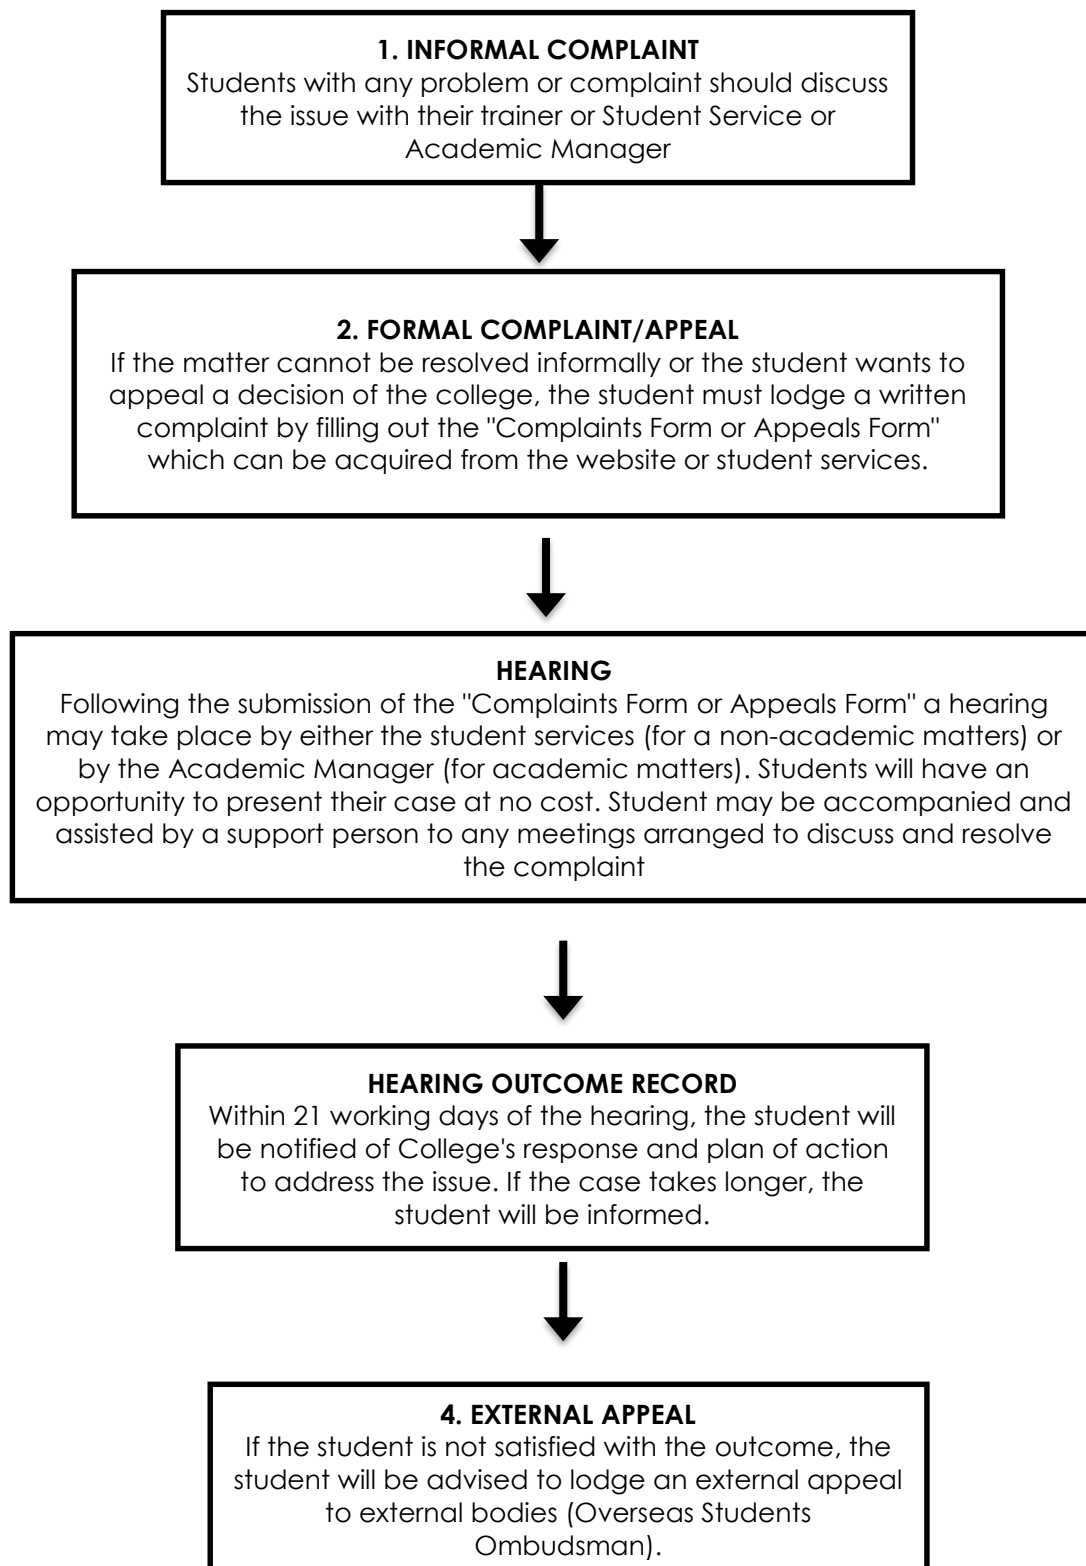 1. INFORMAL COMPLAINT
Students with any problem or complaint should discuss
the issue with their trainer or Student Service or
Academic Manager
2. FORMAL COMPLAINT/APPEAL
If the matter cannot be resolved informally or the student wants to
appeal a decision of the college, the student must lodge a written
complaint by filling out the "Complaints Form or Appeals Form"
which can be acquired from the website or student services.
HEARING
Following the submission of the "Complaints Form or Appeals Form" a hearing
may take place by either the student services (for a non-academic matters) or
by the Academic Manager (for academic matters). Students will have an
opportunity to present their case at no cost. Student may be accompanied and
assisted by a support person to any meetings arranged to discuss and resolve
the complaint
HEARING OUTCOME RECORD
Within 21 working days of the hearing, the student will
be notified of College's response and plan of action
to address the issue. If the case takes longer, the
student will be informed.
4. EXTERNAL APPEAL
If the student is not satisfied with the outcome, the
student will be advised to lodge an external appeal
to external bodies (Overseas Students
Ombudsman).